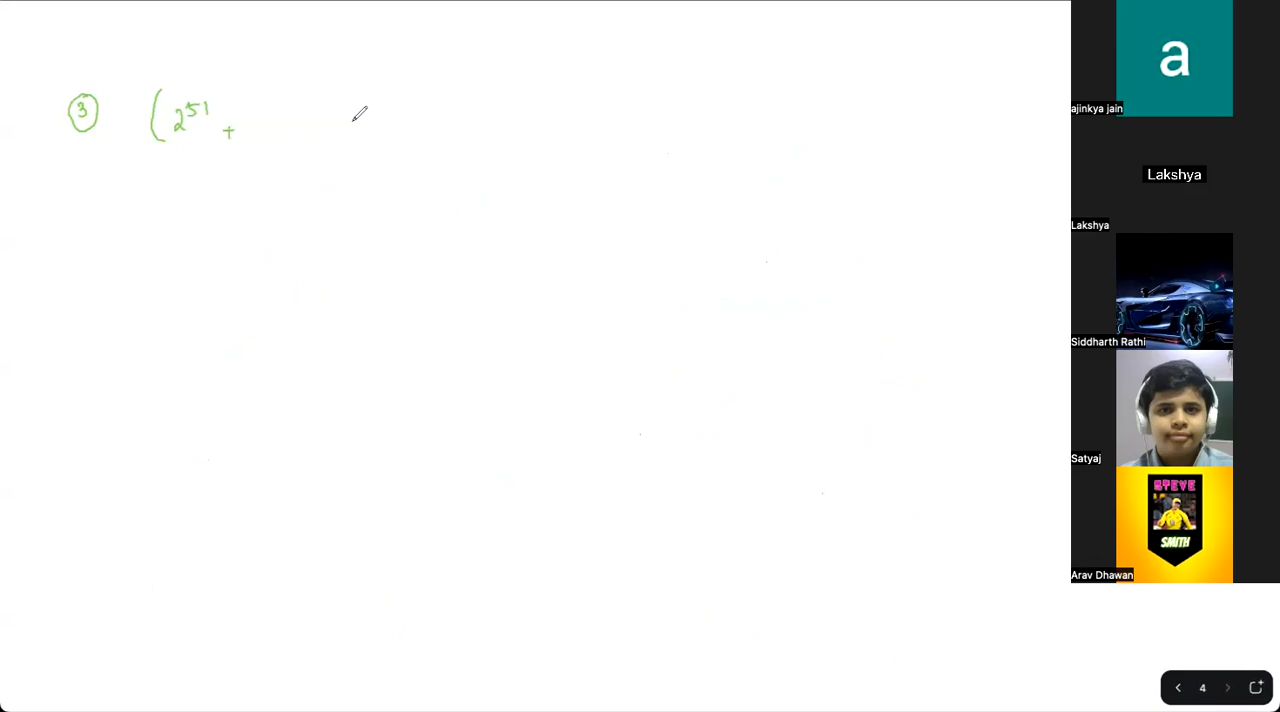 ③ (2^51 +
a
ajinkya jain
Lakshya
Lakshya
Siddharth Rathi
Satyaj
STEVE
SMITH
Arav Dhawan
4